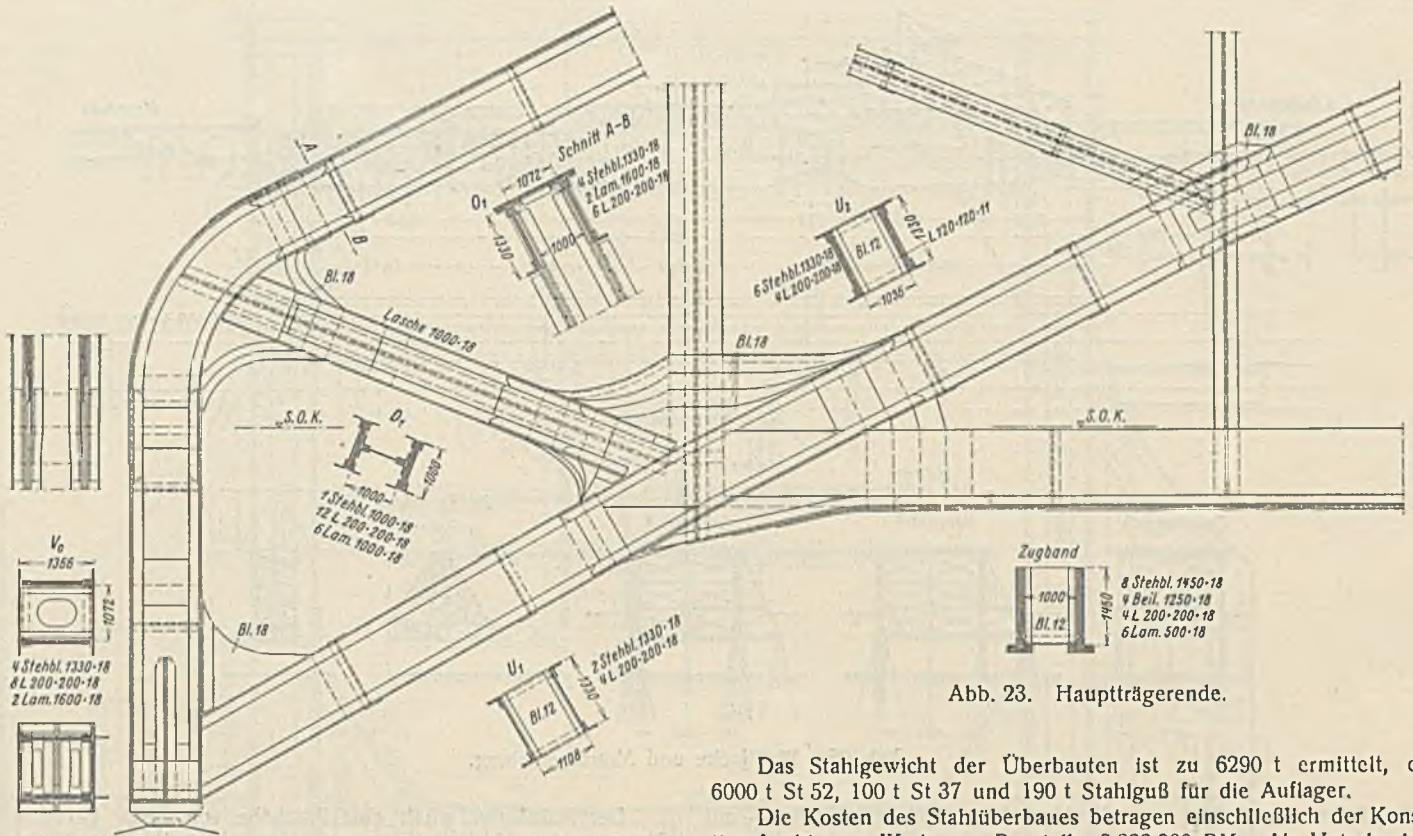 A
B
Schnitt A-B
O1
1072
1330
1000
4 Stehbl. 1330·18
2 Lam. 1600·18
6 L 200·200·18
Bl. 18
Lasche 1000·18
U2
Bl. 12
1330
L 120·120·11
6 Stehbl. 1330·18
4 L 200·200·18
1036
Bl. 18
Bl. 18
S.O.K.
D1
1000
1000
1 Stehbl. 1000·18
12 L 200·200·18
6 Lam. 1000·18
S.O.K.
1366
1072
4 Stehbl. 1330·18
8 L 200·200·18
2 Lam. 1600·18
Bl. 18
U1
2 Stehbl. 1330·18
4 L 200·200·18
1330
Bl. 12
1108
Zugband
1000
Bl. 12
1450
8 Stehbl. 1450·18
4 Beil. 1250·18
4 L 200·200·18
6 Lam. 500·18
Abb. 23. Hauptträgerende.
Das Stahlgewicht der Überbauten ist zu 6290 t ermittelt,
6000 t St 52, 100 t St 37 und 190 t Stahlguß für die Auflager.
Die Kosten des Stahlüberbaues betragen einschließlich der Kons